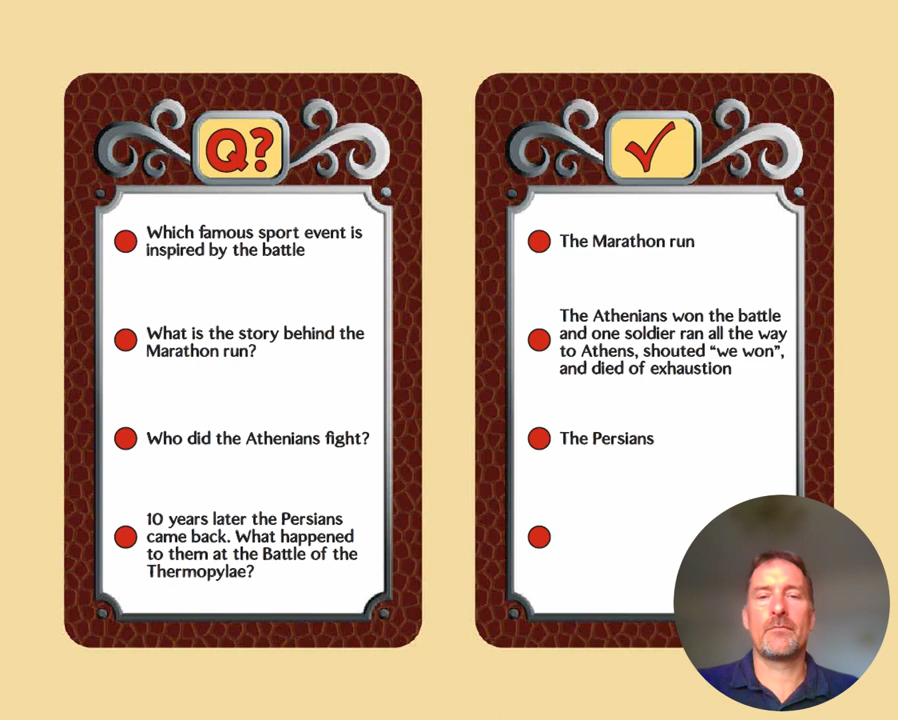 Q?
Which famous sport event is
inspired by the battle
What is the story behind the
Marathon run?
Who did the Athenians fight?
10 years later the Persians
came back. What happened
to them at the Battle of the
Thermopylae?
The Marathon run
The Athenians won the battle
and one soldier ran all the way
to Athens, shouted “we won”,
and died of exhaustion
The Persians